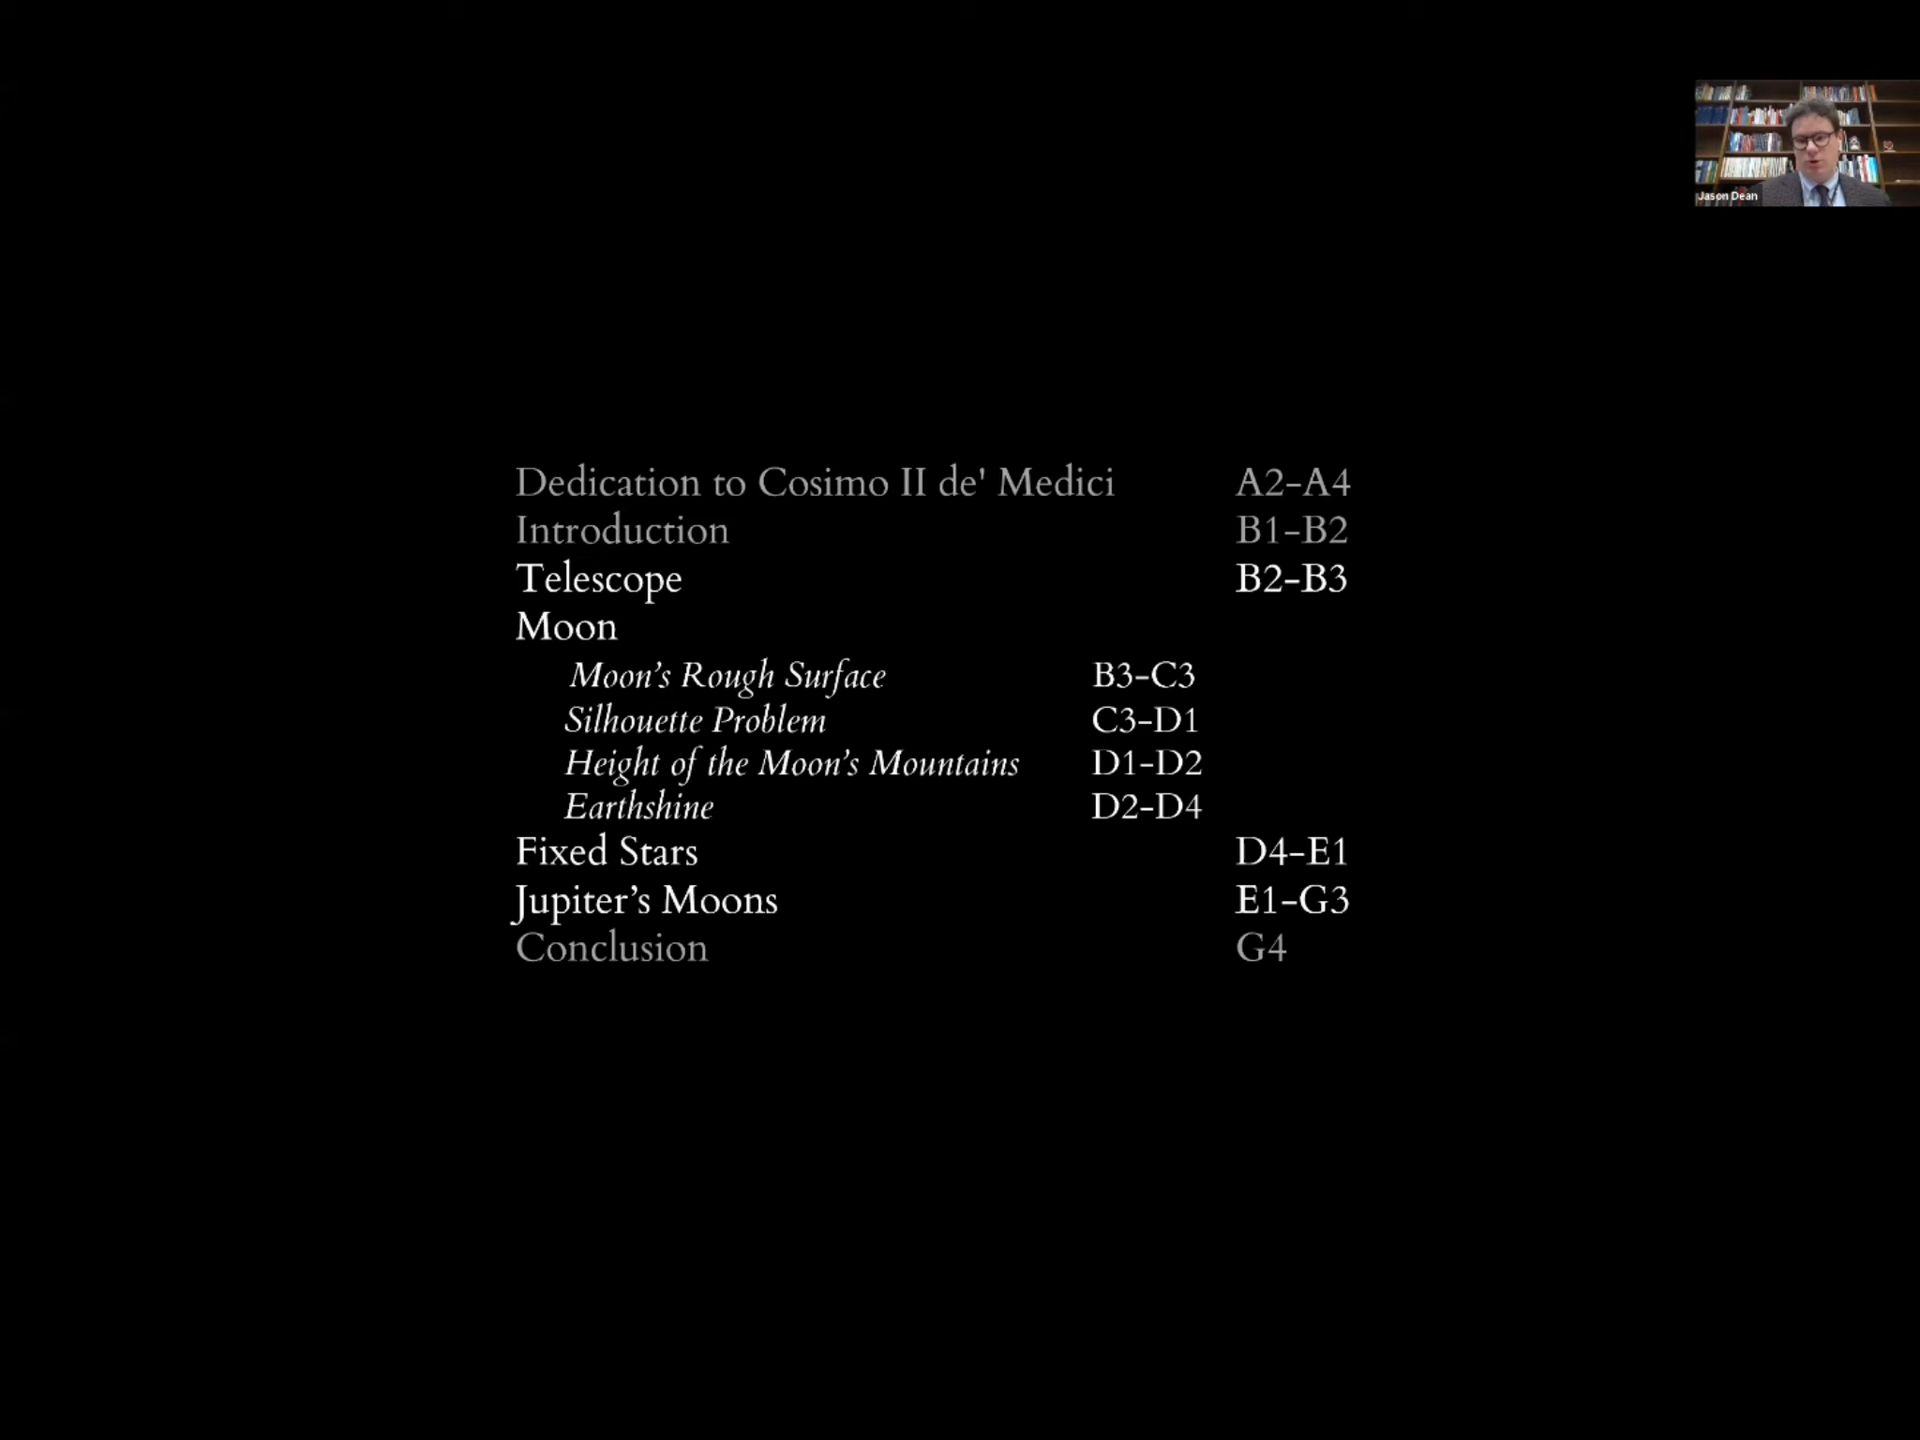 Jason Dean
Dedication to Cosimo II de' Medici A2-A4
Introduction B1-B2
Telescope B2-B3
Moon
Moon’s Rough Surface B3-C3
Silhouette Problem C3-D1
Height of the Moon’s Mountains D1-D2
Earthshine D2-D4
Fixed Stars D4-E1
Jupiter’s Moons E1-G3
Conclusion G4